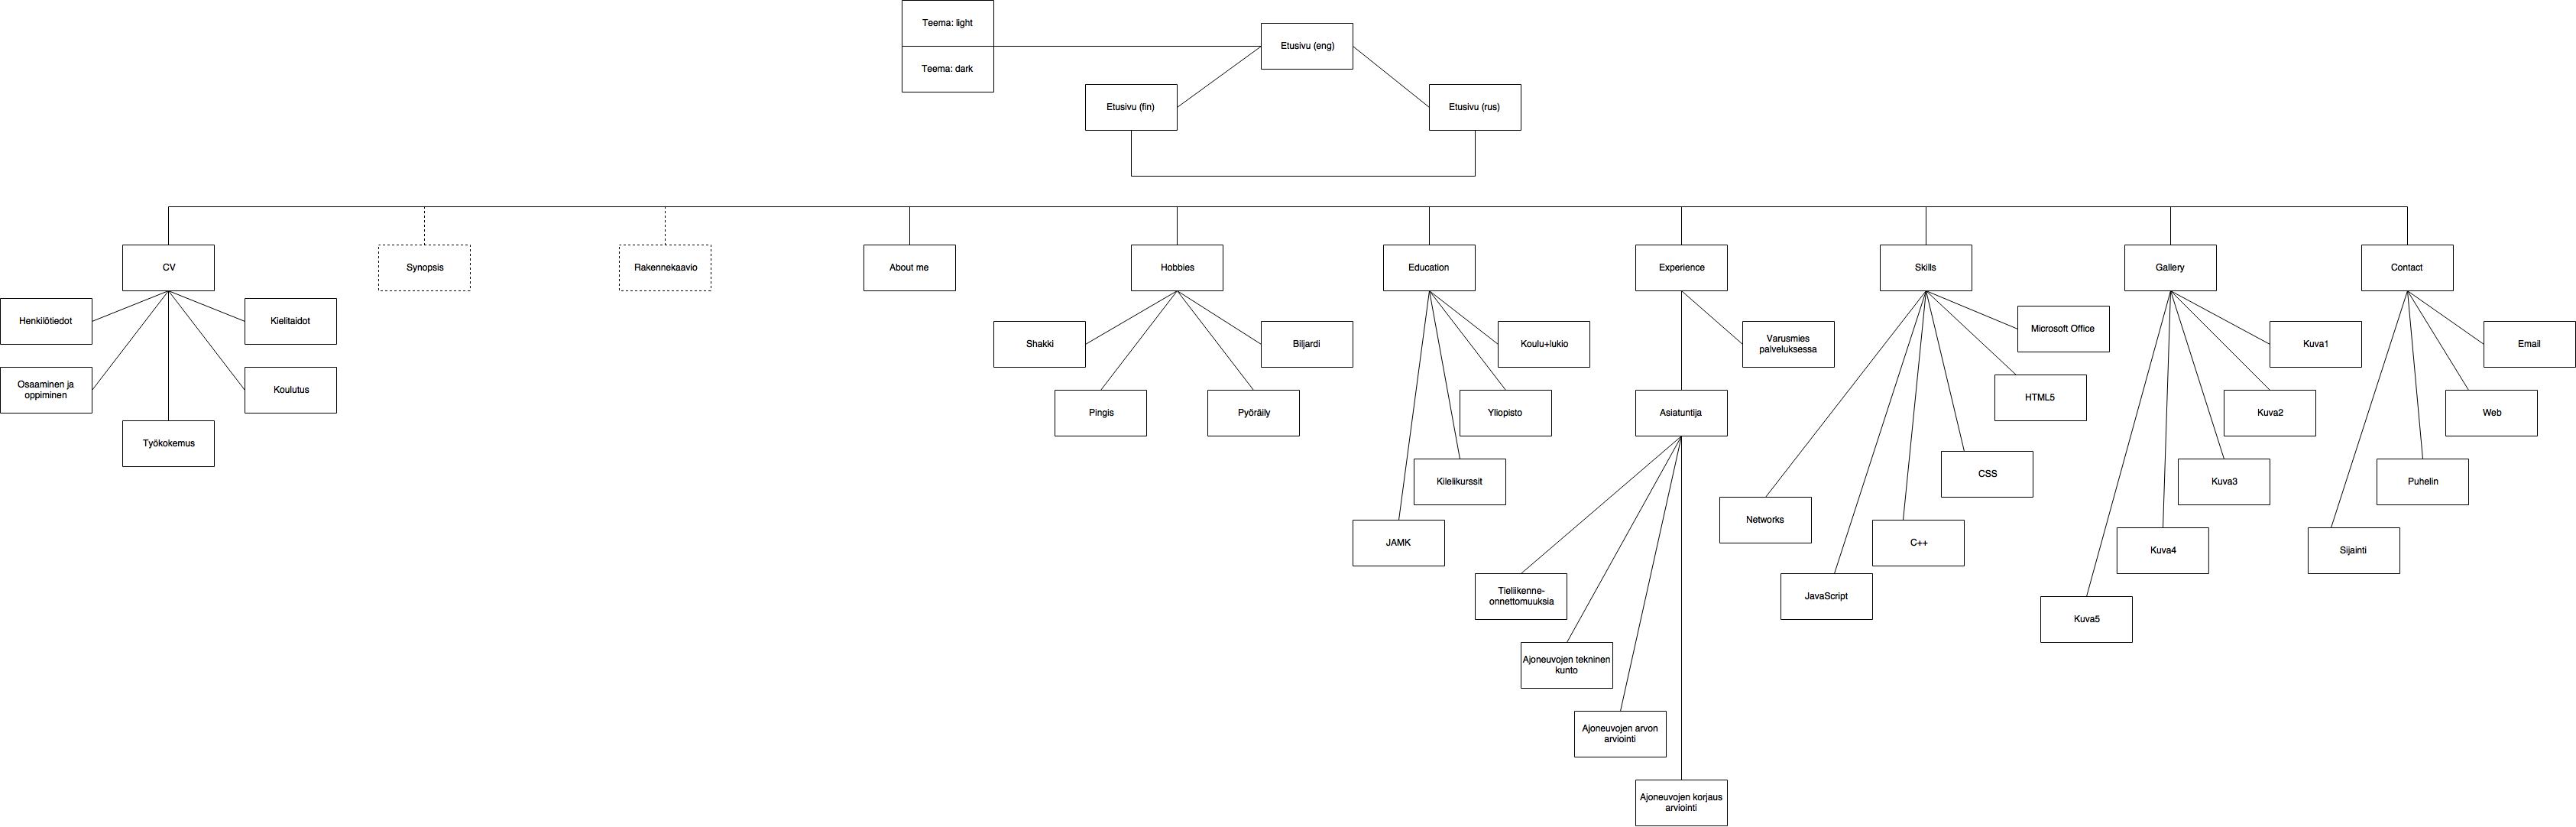 Teema: light
Etusivu (eng)
Teema: dark
Etusivu (fin)
Etusivu (rus)
CV
Synopsis
Rakennekaavio
About me
Hobbies
Education
Experience
Skills
Gallery
Contact
Henkilötiedot
Kielitaidot
Osaaminen ja
oppiminen
Koulutus
Työkokemus
Shakki
Biljardi
Pingis
Pyöräily
Koulu+lukio
Yliopisto
Kilelikurssit
JAMK
Varusmies
palveluksessa
Asiatuntija
Tieliikenne-
onnettomuuksia
Ajoneuvojen tekninen
kunto
Ajoneuvojen arvon
arviointi
Ajoneuvojen korjaus
arviointi
Microsoft Office
HTML5
CSS
Networks
C++
JavaScript
Kuva1
Kuva2
Kuva3
Kuva4
Kuva5
Email
Web
Puhelin
Sijainti